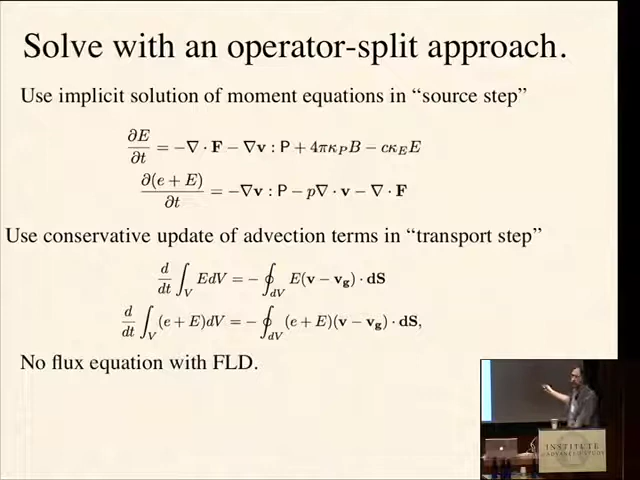 Solve with an operator-split approach.
Use implicit solution of moment equations in “source step”
∂E/∂t = −∇ · F − ∇v : P + 4πκ_P B − cκ_E E
∂(e + E)/∂t = −∇v : P − p∇ · v − ∇ · F
Use conservative update of advection terms in “transport step”
d/dt ∫_V EdV = − ∮_dV E(v − v_g) · dS
d/dt ∫_V (e + E)dV = − ∮_dV (e + E)(v − v_g) · dS,
No flux equation with FLD.
INSTITUTE
ADVANCED STUDY